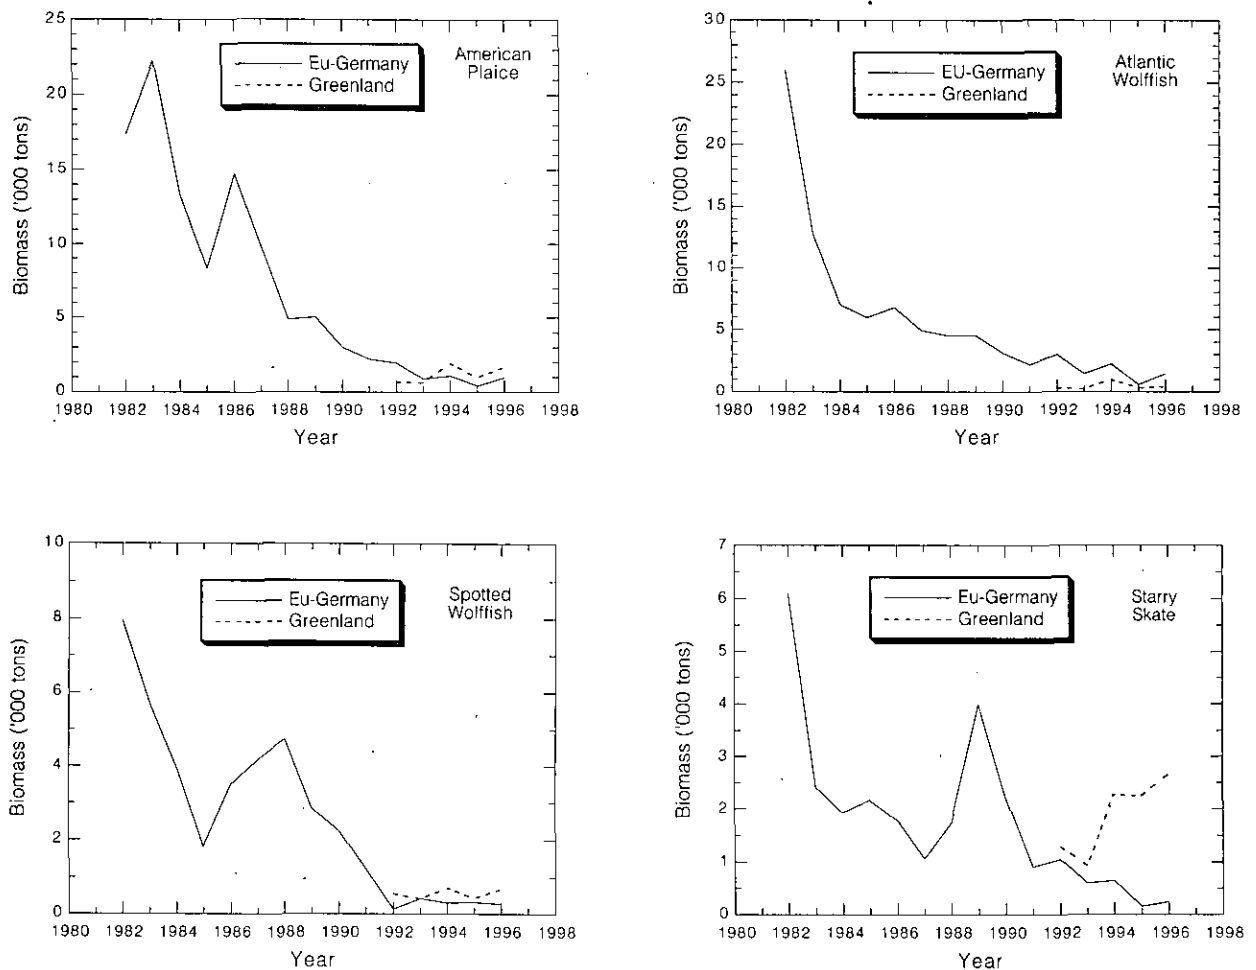 25
20
15
10
5
0
Biomass ('000 tons)
Eu-Germany
Greenland
American
Plaice
1980 1982 1984 1986 1988 1990 1992 1994 1996 1998
Year
30
25
20
15
10
5
0
Biomass ('000 tons)
EU-Germany
Greenland
Atlantic
Wolffish
1980 1982 1984 1986 1988 1990 1992 1994 1996 1998
Year
10
8
6
4
2
0
Biomass ('000 tons)
Eu-Germany
Greenland
Spotted
Wolffish
1980 1982 1984 1986 1988 1990 1992 1994 1996 1998
Year
7
6
5
4
3
2
1
0
Biomass ('000 tons)
Eu-Germany
Greenland
Starry
Skate
1980 1982 1984 1986 1988 1990 1992 1994 1996 1998
Year